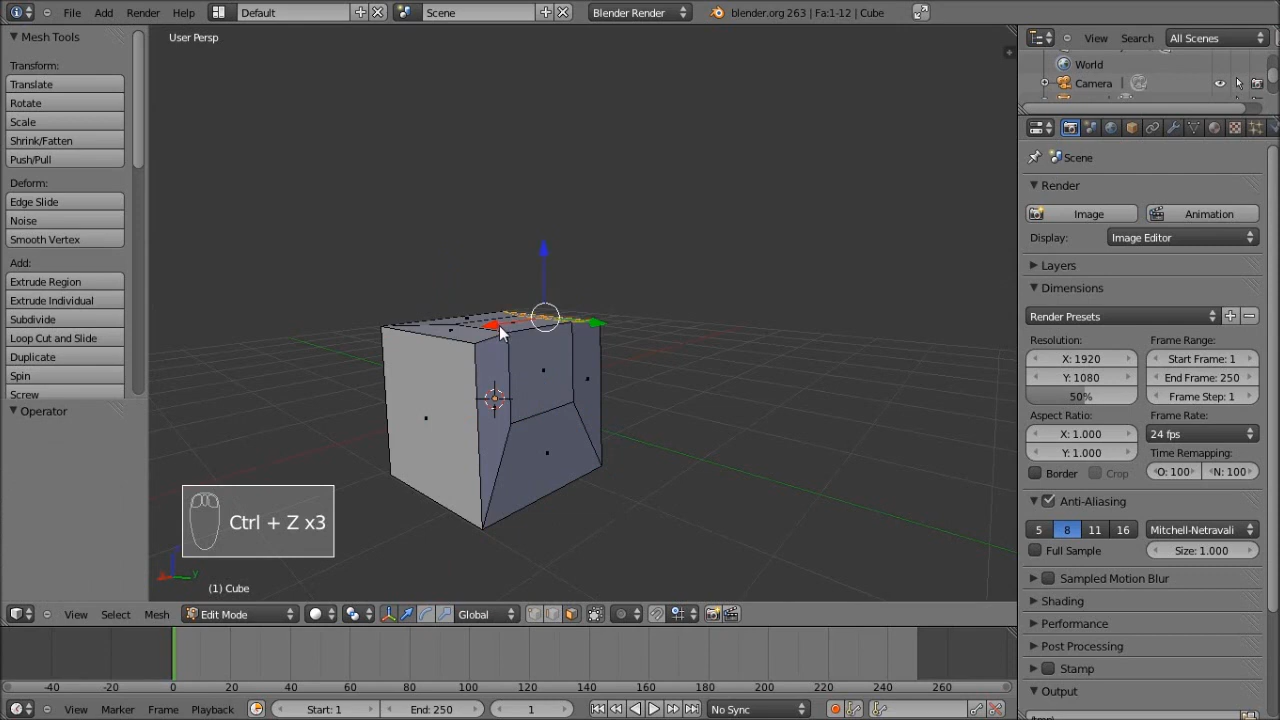 File Add Render Help Default Scene Blender Render blender.org 263 | Fa:1-12 | Cube
Mesh Tools
Transform:
Translate
Rotate
Scale
Shrink/Fatten
Push/Pull
Deform:
Edge Slide
Noise
Smooth Vertex
Add:
Extrude Region
Extrude Individual
Subdivide
Loop Cut and Slide
Duplicate
Spin
Screw
Operator
User Persp
Ctrl + Z x3
(1) Cube
View Select Mesh Edit Mode Global
-40 -20 0 20 40 60 80 100 120 140 160 180 200 220 240 260
View Marker Frame Playback Start: 1 End: 250 1 No Sync
View Search All Scenes
World
Camera
Scene
Render
Image Animation
Display: Image Editor
Layers
Dimensions
Render Presets
Resolution: Frame Range:
X: 1920 Start Frame: 1
Y: 1080 End Frame: 250
50% Frame Step: 1
Aspect Ratio: Frame Rate:
X: 1.000 24 fps
Y: 1.000 Time Remapping:
Border Crop O: 100 N: 100
Anti-Aliasing
5 8 11 16 Mitchell-Netravali
Full Sample Size: 1.000
Sampled Motion Blur
Shading
Performance
Post Processing
Stamp
Output